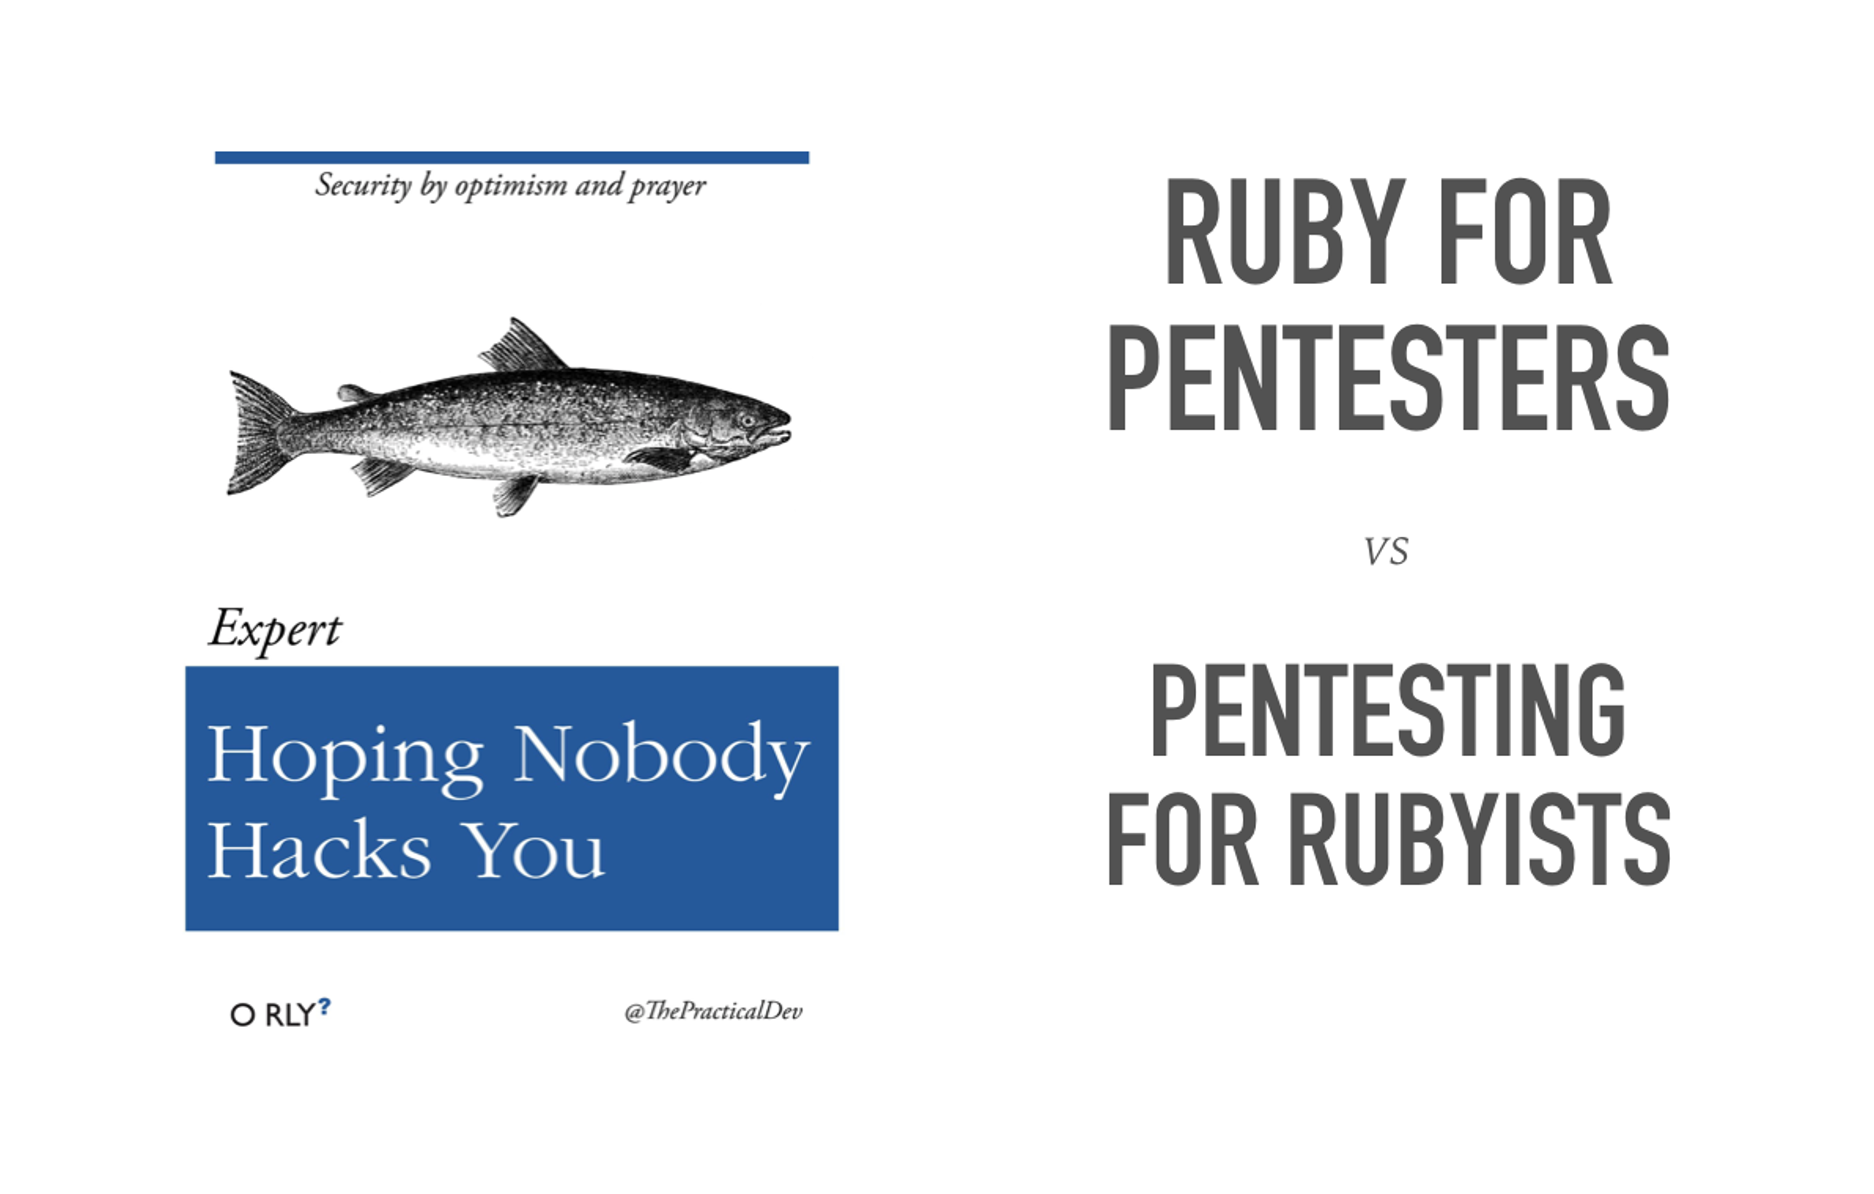 Security by optimism and prayer
Expert
Hoping Nobody
Hacks You
O RLY?
@ThePracticalDev
RUBY FOR
PENTESTERS
VS
PENTESTING
FOR RUBYISTS